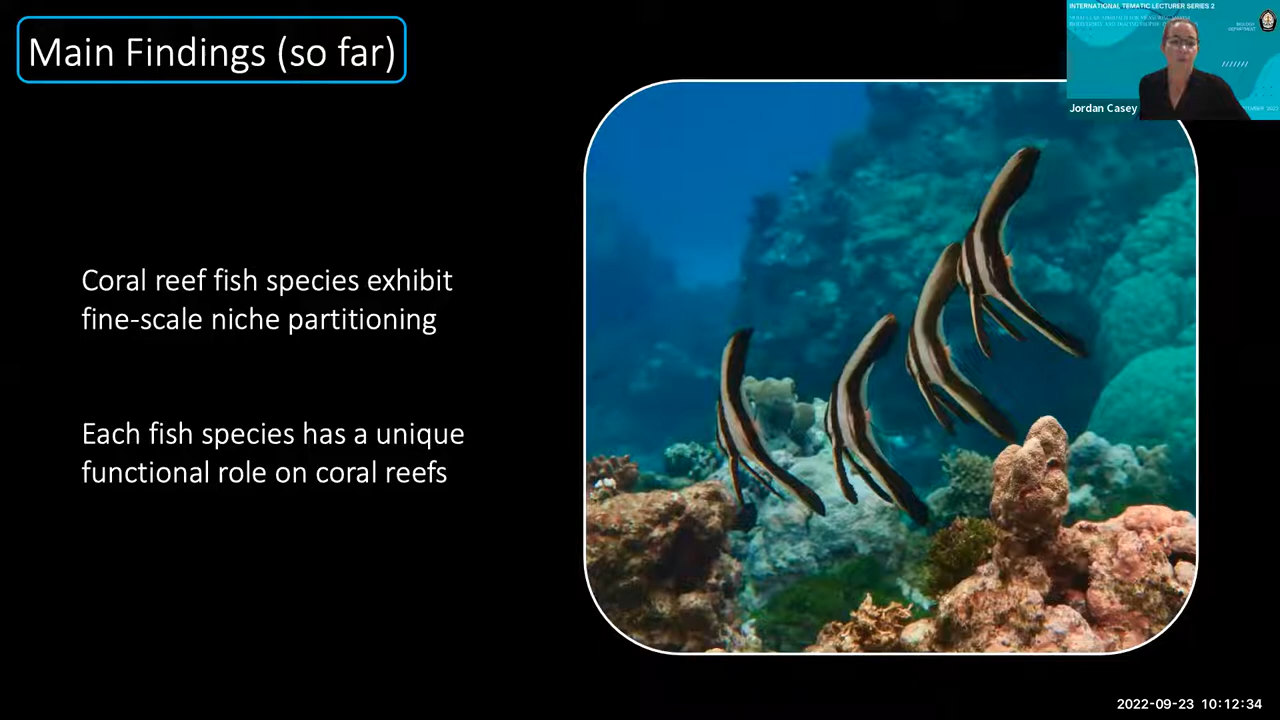 Main Findings (so far)
INTERNATIONAL TEMATIC LECTURER SERIES 2
Jordan Casey
Coral reef fish species exhibit
fine-scale niche partitioning
Each fish species has a unique
functional role on coral reefs
2022-09-23 10:12:34